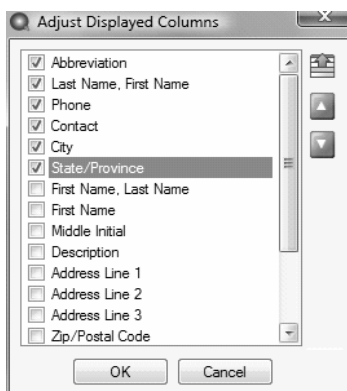 Adjust Displayed Columns
Abbreviation
Last Name, First Name
Phone
Contact
City
State/Province
First Name, Last Name
First Name
Middle Initial
Description
Address Line 1
Address Line 2
Address Line 3
Zip/Postal Code
OK Cancel